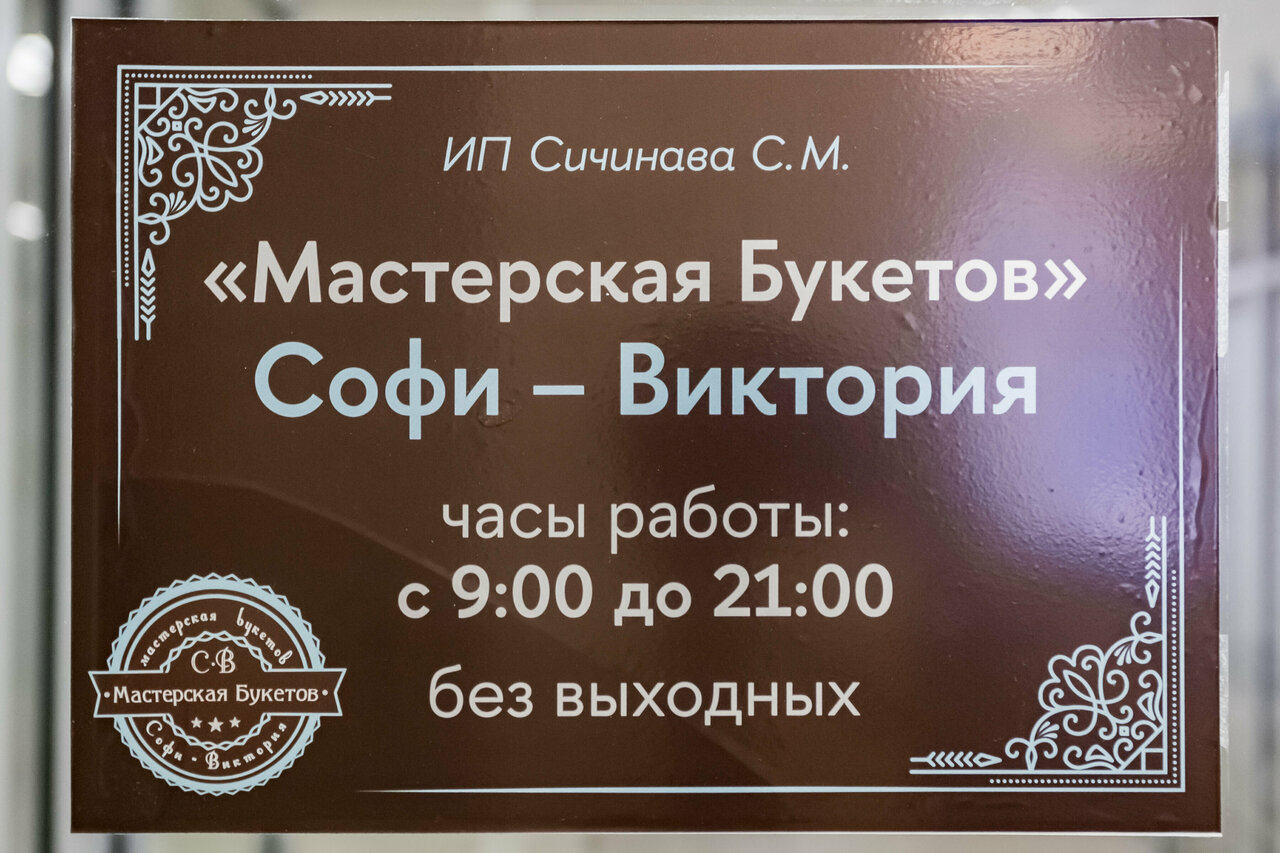 ИП Сичинава С.М.
«Мастерская Букетов»
Софи – Виктория
часы работы:
с 9:00 до 21:00
без выходных
мастерская букетов
С·В
·Мастерская Букетов·
Софи - Виктория